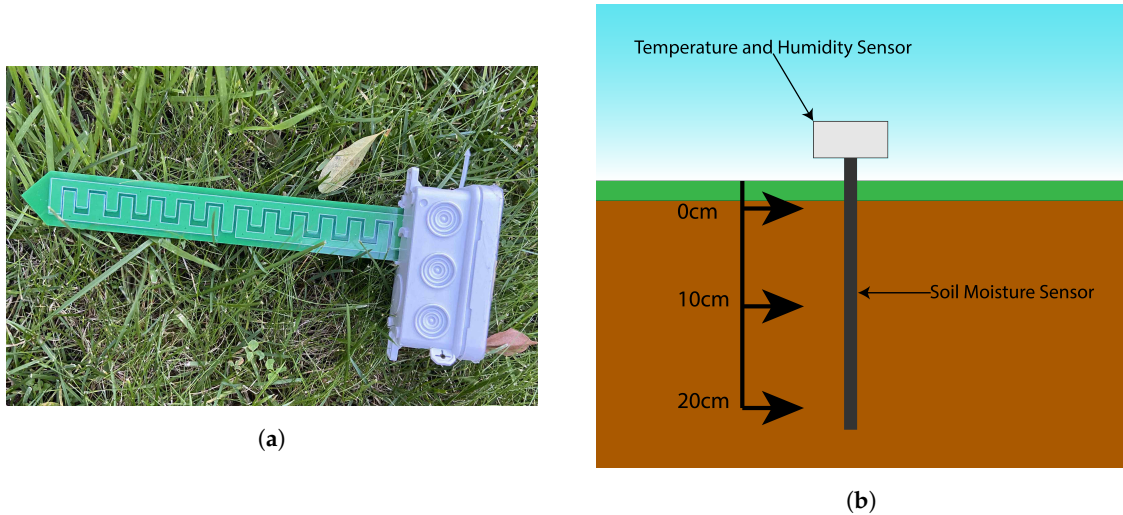 Temperature and Humidity Sensor
0cm
10cm
Soil Moisture Sensor
20cm
(a)
(b)